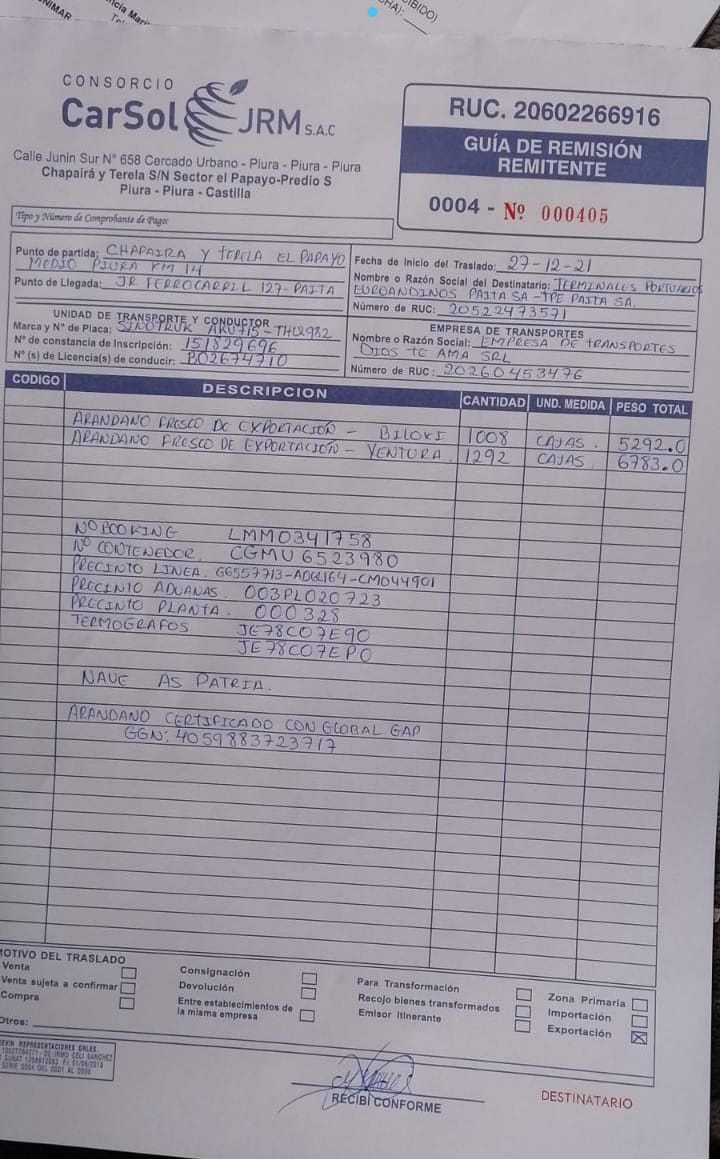 CONSORCIO
CarSol JRM S.A.C
Calle Junin Sur N° 658 Cercado Urbano - Piura - Piura - Piura
Chapairá y Terela S/N Sector el Papayo-Predio S
Piura - Piura - Castilla
RUC. 20602266916
GUÍA DE REMISIÓN
REMITENTE
0004 - Nº 000405
Tipo y Número de Comprobante de Pago:
Punto de partida: CHAPAIRA Y TERELA EL PAPAYO
MEDIO PIURA KM 14
Punto de Llegada: JR FERROCARRIL 127-PAITA
Fecha de Inicio del Traslado: 27-12-21
Nombre o Razón Social del Destinatario: TERMINALES PORTUARIOS
EUROANDINOS PAITA SA-TPE PAITA SA.
Número de RUC: 20522473571
UNIDAD DE TRANSPORTE Y CONDUCTOR
Marca y N° de Placa: SINOTRUK AKU715-THQ982
N° de constancia de Inscripción: 151829696
N° (s) de Licencia(s) de conducir: B02674710
EMPRESA DE TRANSPORTES
Nombre o Razón Social: EMPRESA DE TRANSPORTES
DIOS TE AMA SRL
Número de RUC: 20260453476
CODIGO DESCRIPCION CANTIDAD UND. MEDIDA PESO TOTAL
ARANDANO FRESCO DE EXPORTACIÓN - BILOXI 1008 CAJAS. 5292.0
ARANDANO FRESCO DE EXPORTACIÓN - VENTURA. 1292 CAJAS 6783.0
Nº BOOKING LMM0341758
Nº CONTENEDOR. CGMU 6523980
PRECINTO LINEA. G6557713-ADGL164-CM044901
PRECINTO ADUANAS. 003PL020723
PRECINTO PLANTA. 000328
TERMOGRAFOS JE78C07E90
JE78C07EP0
NAVE AS PATRIA.
ARANDANO CERTIFICADO CON GLOBAL GAP
GGN: 4059883723717
MOTIVO DEL TRASLADO
Venta
Venta sujeta a confirmar
Compra
Otros:
Consignación
Devolución
Entre establecimientos de
la misma empresa
Para Transformación
Recojo bienes transformados
Emisor Itinerante
Zona Primaria
Importación
Exportación X
RECIBÍ CONFORME
DESTINATARIO